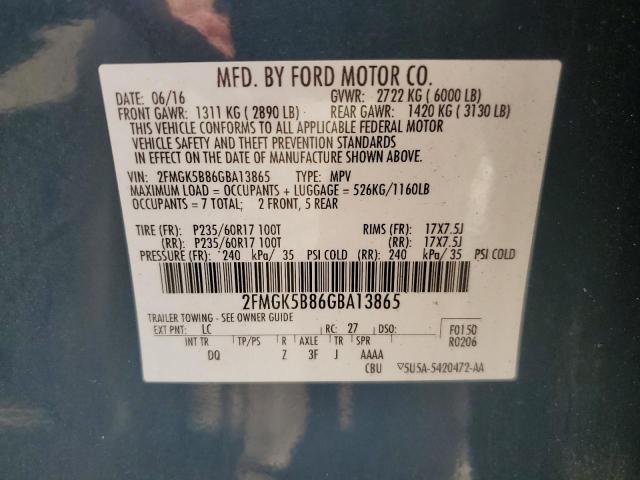 MFD. BY FORD MOTOR CO.
DATE: 06/16 GVWR: 2722 KG ( 6000 LB)
FRONT GAWR: 1311 KG ( 2890 LB) REAR GAWR: 1420 KG ( 3130 LB)
THIS VEHICLE CONFORMS TO ALL APPLICABLE FEDERAL MOTOR
VEHICLE SAFETY AND THEFT PREVENTION STANDARDS
IN EFFECT ON THE DATE OF MANUFACTURE SHOWN ABOVE.
VIN: 2FMGK5B86GBA13865 TYPE: MPV
MAXIMUM LOAD = OCCUPANTS + LUGGAGE = 526KG/1160LB
OCCUPANTS = 7 TOTAL; 2 FRONT, 5 REAR
TIRE (FR): P235/60R17 100T RIMS (FR): 17X7.5J
(RR): P235/60R17 100T (RR): 17X7.5J
PRESSURE (FR): 240 kPa/ 35 PSI COLD (RR): 240 kPa/ 35 PSI COLD
2FMGK5B86GBA13865
TRAILER TOWING - SEE OWNER GUIDE
EXT PNT: LC RC: 27 DSO: F0150
INT TR TP/PS R AXLE TR SPR R0206
DQ Z 3F J AAAA
CBU 5U5A-5420472-AA